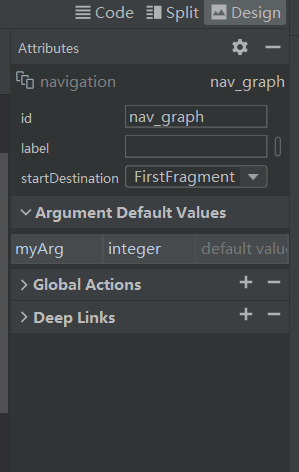 Code Split Design
Attributes
navigation nav_graph
id nav_graph
label
startDestination FirstFragment
Argument Default Values
myArg integer default value
Global Actions
Deep Links